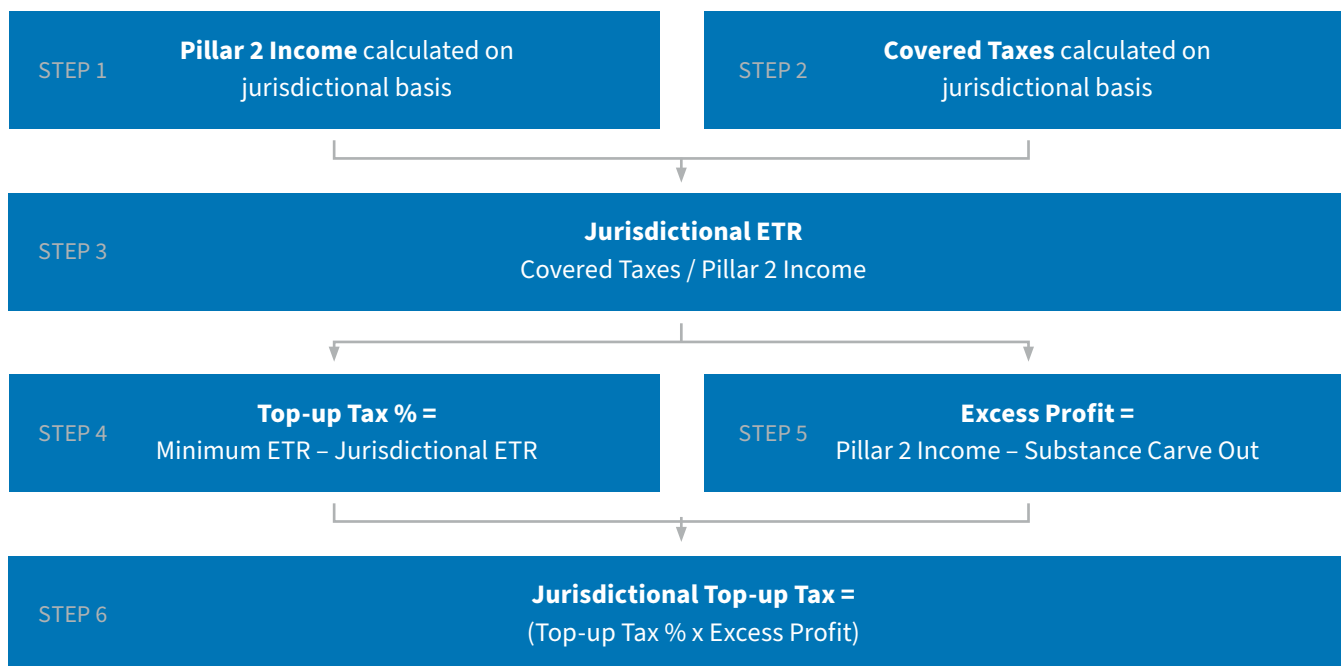 STEP 1
Pillar 2 Income calculated on
jurisdictional basis
STEP 2
Covered Taxes calculated on
jurisdictional basis
STEP 3
Jurisdictional ETR
Covered Taxes / Pillar 2 Income
STEP 4
Top-up Tax % =
Minimum ETR – Jurisdictional ETR
STEP 5
Excess Profit =
Pillar 2 Income – Substance Carve Out
STEP 6
Jurisdictional Top-up Tax =
(Top-up Tax % x Excess Profit)